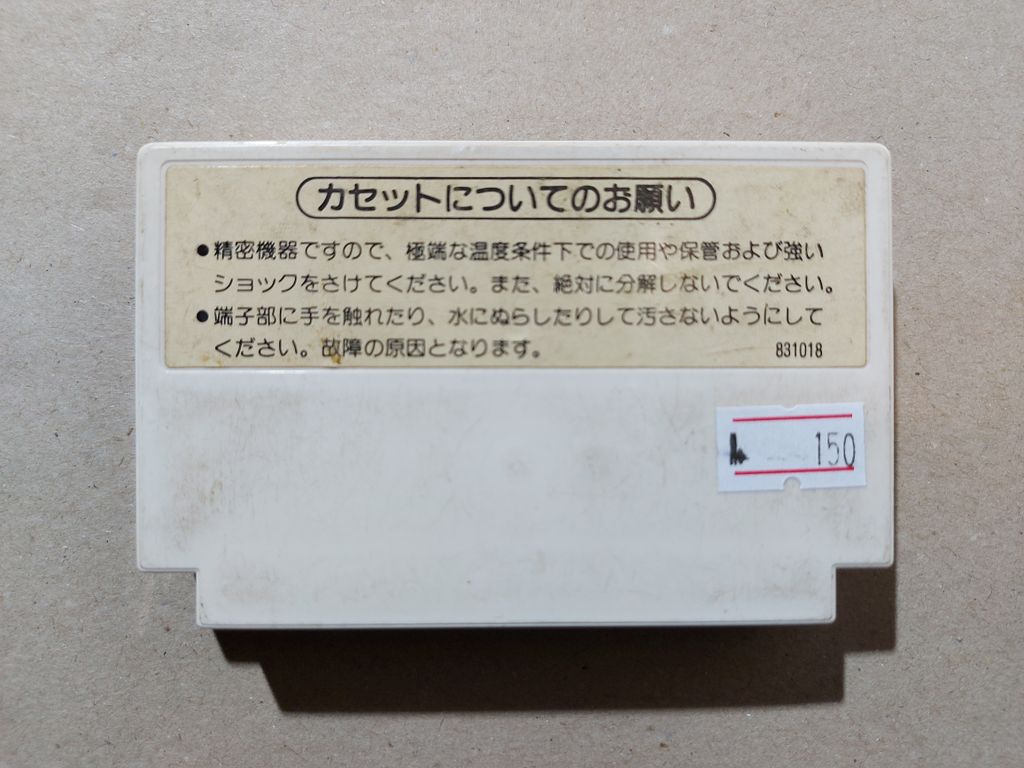 カセットについてのお願い
●精密機器ですので、極端な温度条件下での使用や保管および強い
ショックをさけてください。また、絶対に分解しないでください。
●端子部に手を触れたり、水にぬらしたりして汚さないようにして
ください。故障の原因となります。
831018
150